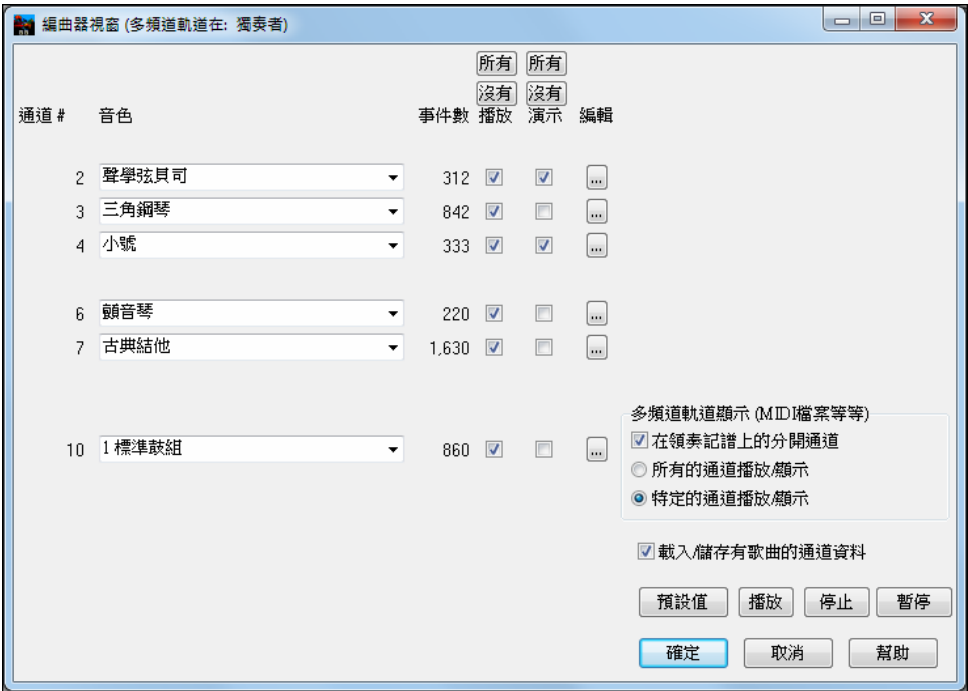 編曲器視窗 (多頻道軌道在: 獨奏者)
所有 所有
沒有 沒有
通道 # 音色 事件數 播放 演示 編輯
2 聲學弦貝司 312 ...
3 三角鋼琴 842 ...
4 小號 333 ...
6 顫音琴 220 ...
7 古典結他 1,630 ...
10 1 標準鼓組 860 ...
多頻道軌道顯示 (MIDI檔案等等)
在領奏記譜上的分開通道
所有的通道播放/顯示
特定的通道播放/顯示
載入/儲存有歌曲的通道資料
預設值 播放 停止 暫停
確定 取消 幫助